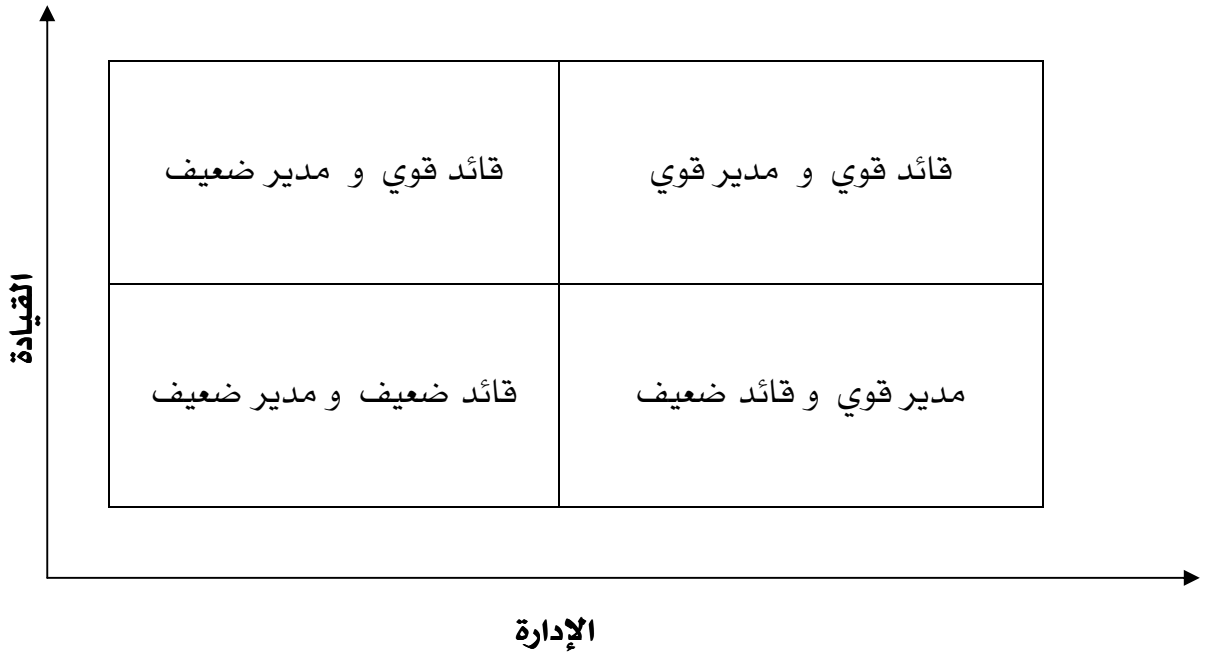 قائد قوي و مدير قوي
قائد قوي و مدير ضعيف
مدير قوي و قائد ضعيف
قائد ضعيف و مدير ضعيف
القيادة
الإدارة